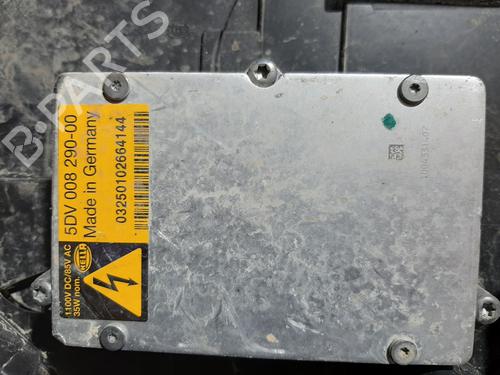 B-PARTS
5DV 008 290-00
Made in Germany
03250102664144
1100V DC/85V AC
35W nom.
HELLA